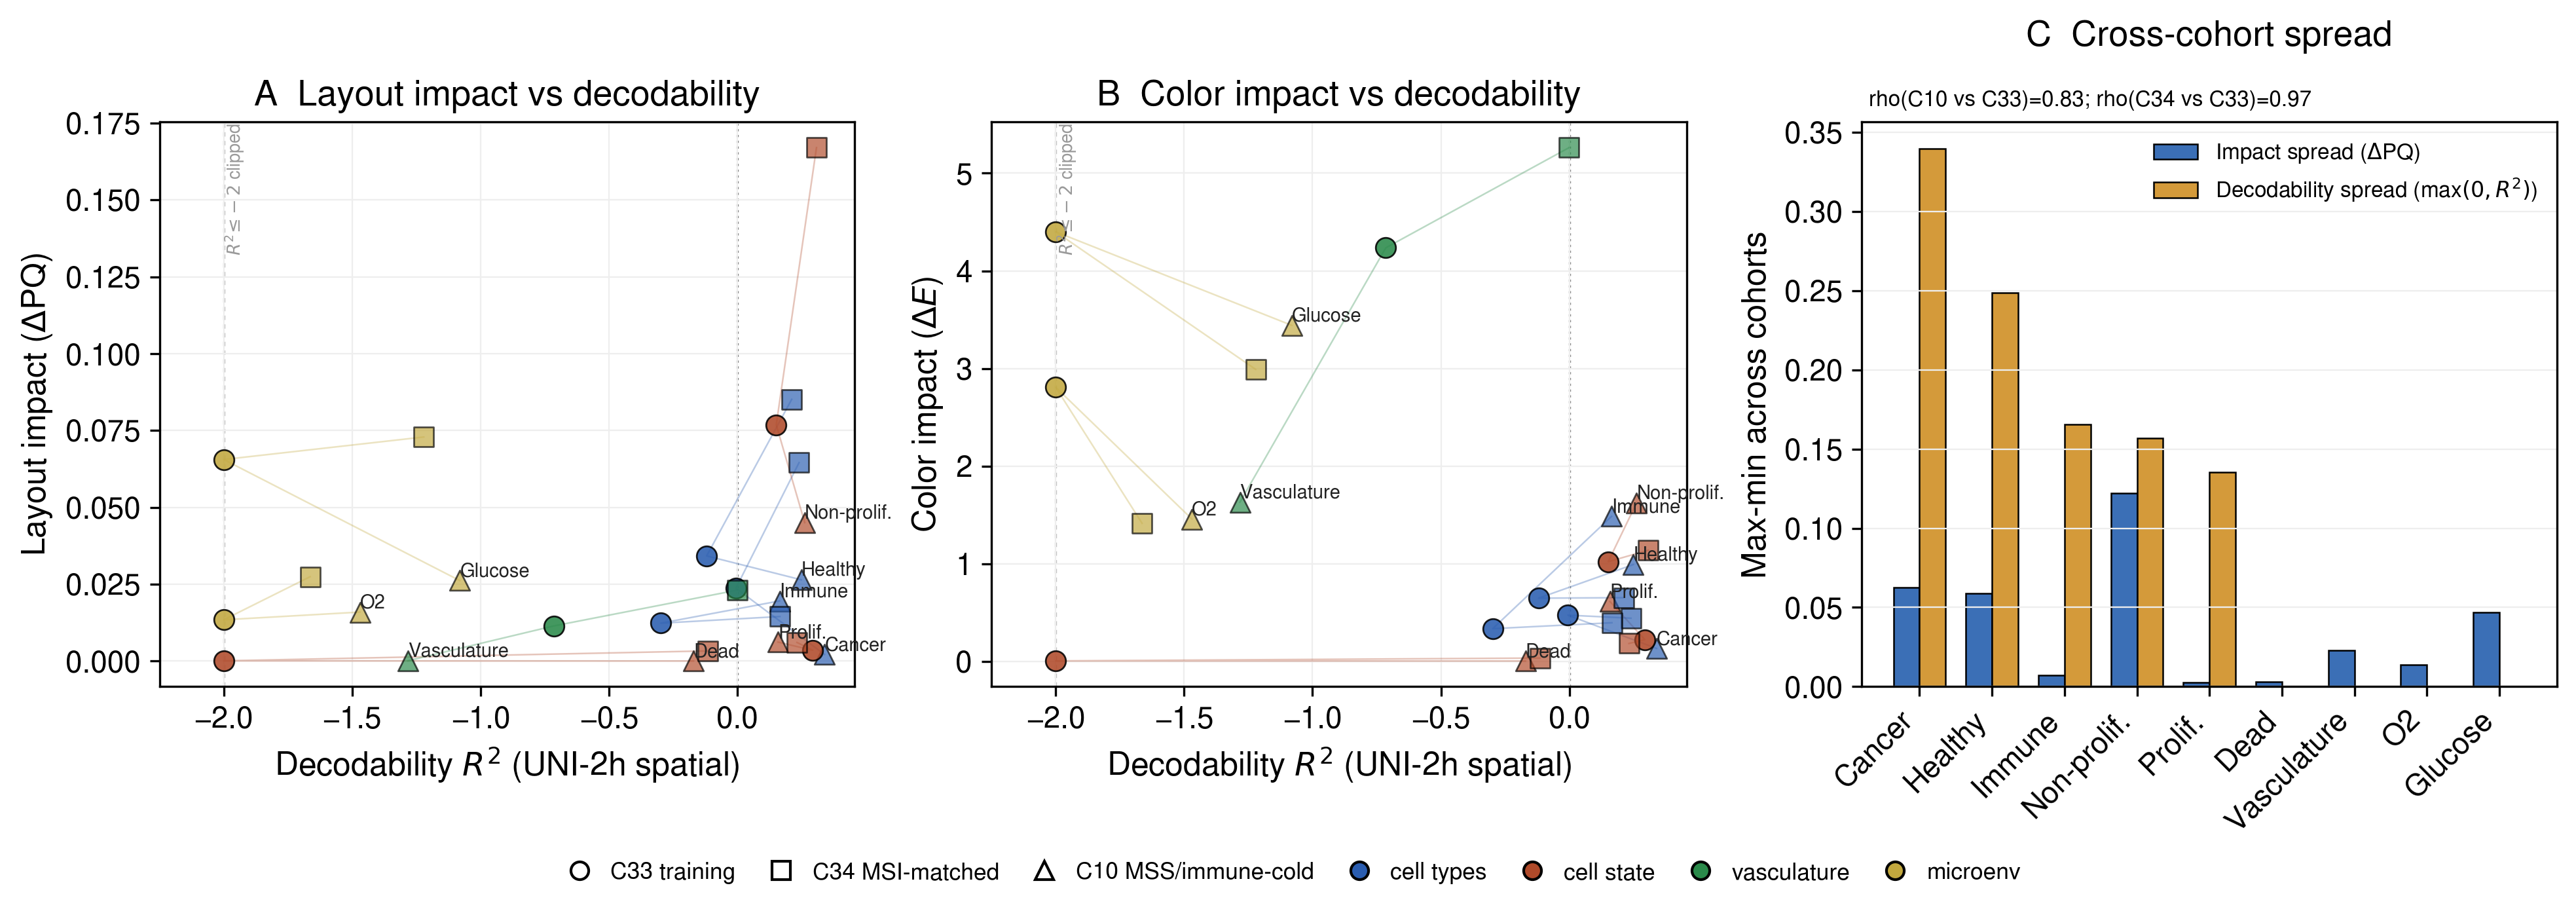 C Cross-cohort spread
A Layout impact vs decodability
B Color impact vs decodability
rho(C10 vs C33)=0.83; rho(C34 vs C33)=0.97
Layout impact (ΔPQ)
0.175
0.150
0.125
0.100
0.075
0.050
0.025
0.000
R² ≤ −2 clipped
Non-prolif.
Healthy
Glucose
Immune
O2
Prolif.
Cancer
Vasculature
Dead
−2.0
−1.5
−1.0
−0.5
0.0
Decodability R² (UNI-2h spatial)
Color impact (ΔE)
5
4
3
2
1
0
R² ≤ −2 clipped
Glucose
Vasculature
Non-prolif.
O2
Immune
Healthy
Prolif.
Cancer
Dead
−2.0
−1.5
−1.0
−0.5
0.0
Decodability R² (UNI-2h spatial)
Max-min across cohorts
0.35
0.30
0.25
0.20
0.15
0.10
0.05
0.00
Impact spread (ΔPQ)
Decodability spread (max(0, R²))
Cancer
Healthy
Immune
Non-prolif.
Prolif.
Dead
Vasculature
O2
Glucose
C33 training
C34 MSI-matched
C10 MSS/immune-cold
cell types
cell state
vasculature
microenv